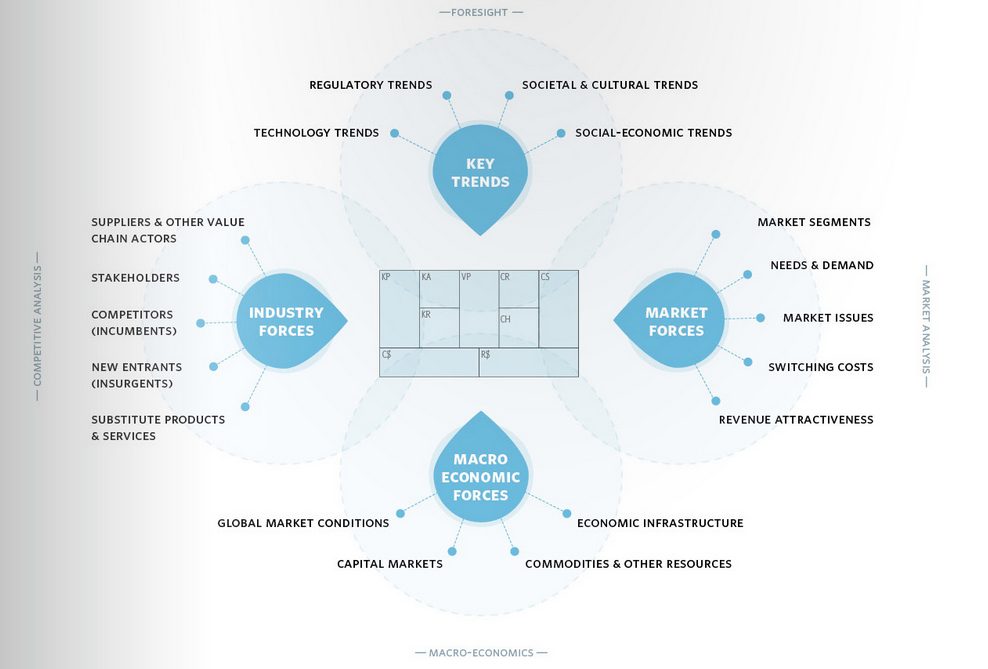 —FORESIGHT —
REGULATORY TRENDS
SOCIETAL & CULTURAL TRENDS
TECHNOLOGY TRENDS
SOCIAL-ECONOMIC TRENDS
KEY
TRENDS
— COMPETITIVE ANALYSIS —
SUPPLIERS & OTHER VALUE
CHAIN ACTORS
STAKEHOLDERS
COMPETITORS
(INCUMBENTS)
NEW ENTRANTS
(INSURGENTS)
SUBSTITUTE PRODUCTS
& SERVICES
INDUSTRY
FORCES
KP
KA
VP
CR
CS
KR
CH
C$
R$
MARKET
FORCES
MARKET SEGMENTS
NEEDS & DEMAND
MARKET ISSUES
SWITCHING COSTS
REVENUE ATTRACTIVENESS
— MARKET ANALYSIS —
MACRO
ECONOMIC
FORCES
GLOBAL MARKET CONDITIONS
ECONOMIC INFRASTRUCTURE
CAPITAL MARKETS
COMMODITIES & OTHER RESOURCES
— MACRO-ECONOMICS —